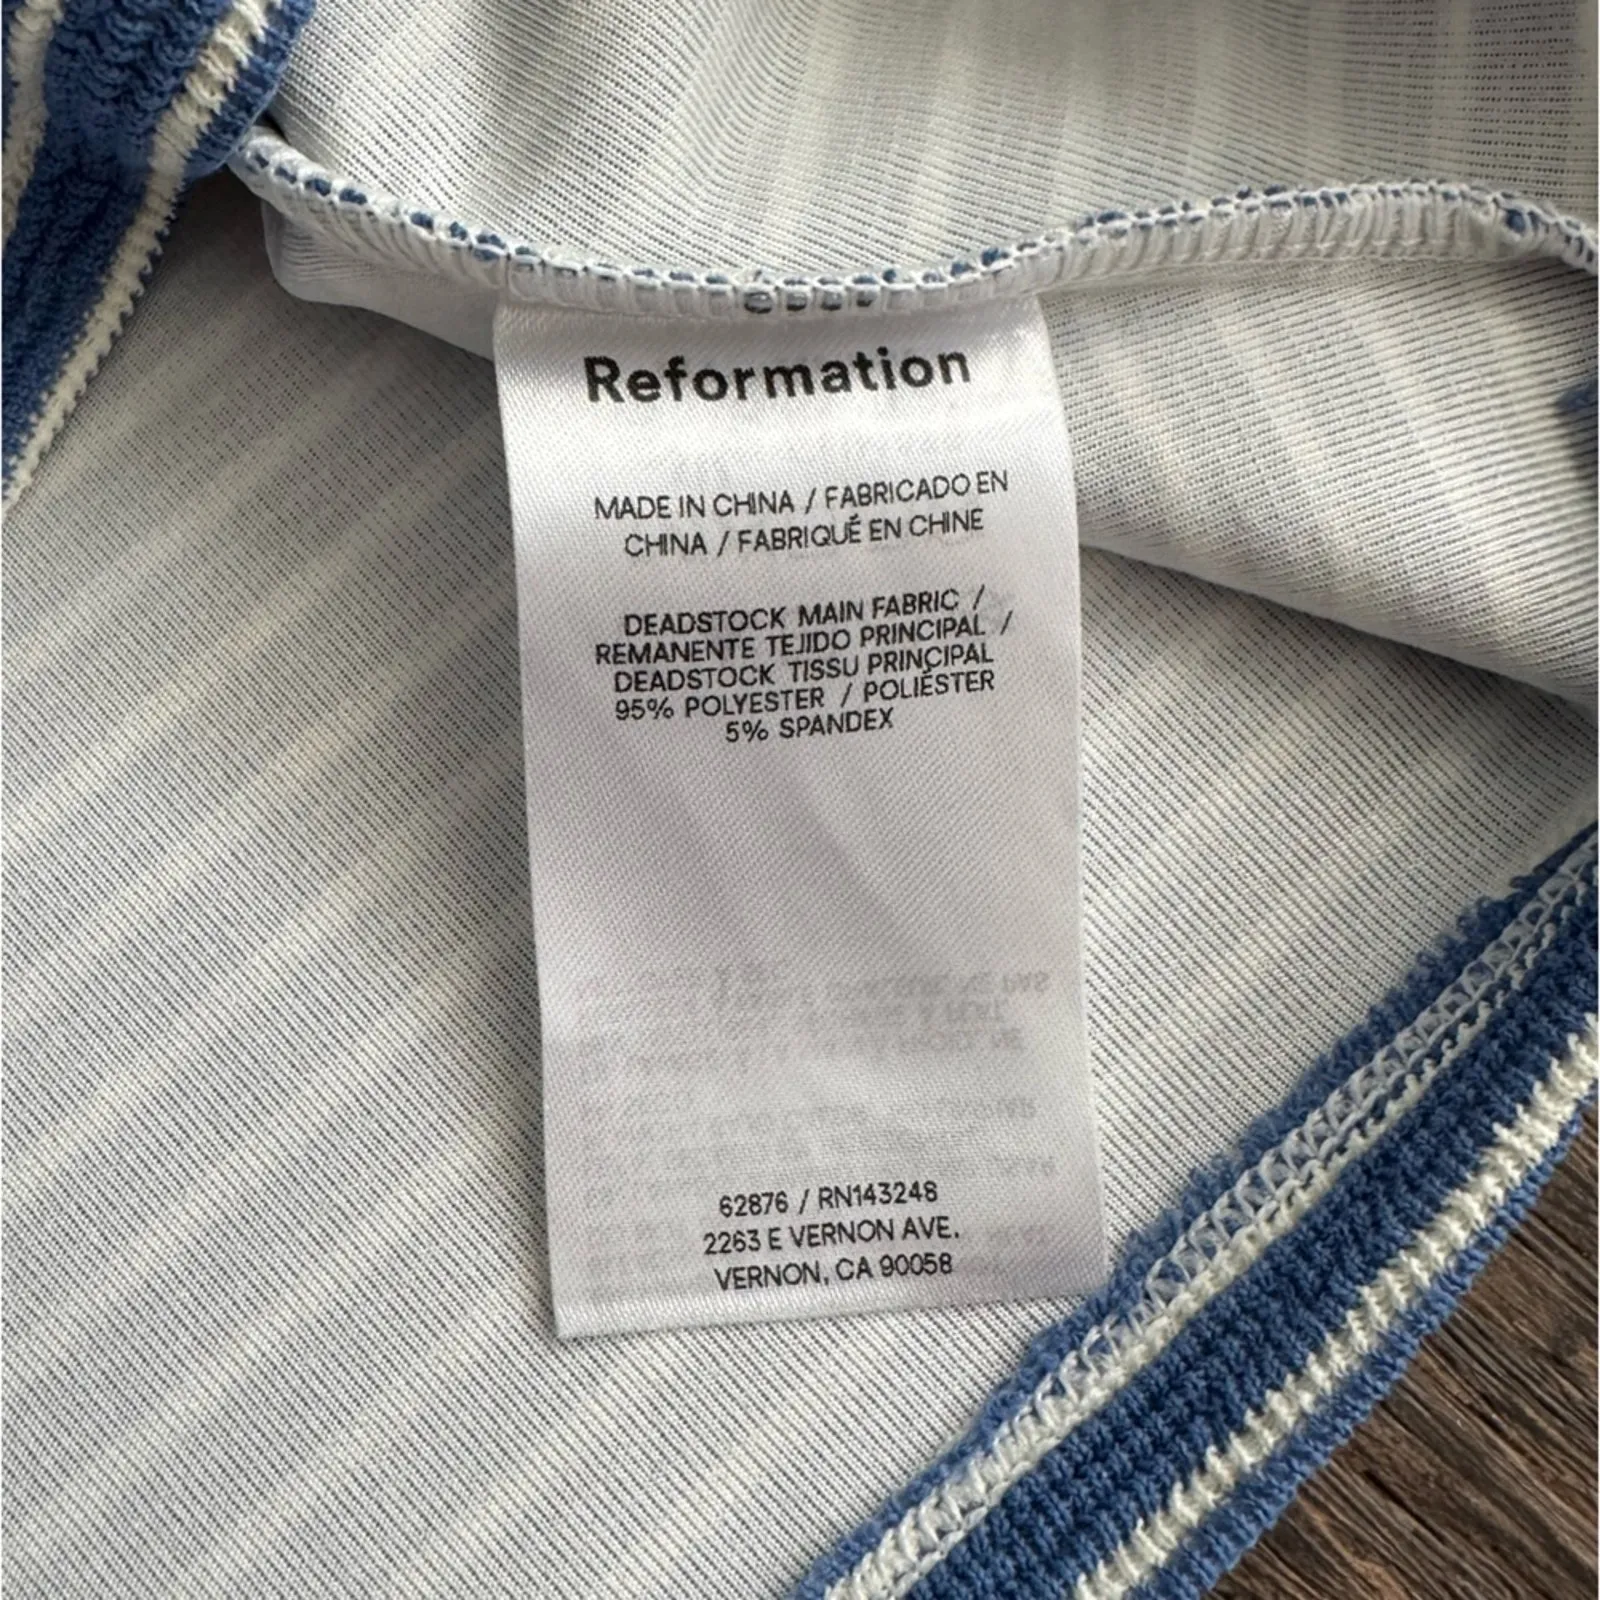 Reformation
MADE IN CHINA / FABRICADO EN
CHINA / FABRIQUÉ EN CHINE
DEADSTOCK MAIN FABRIC /
REMANENTE TEJIDO PRINCIPAL /
DEADSTOCK TISSU PRINCIPAL
95% POLYESTER / POLIÉSTER
5% SPANDEX
62876 / RN143248
2263 E VERNON AVE.
VERNON, CA 90058